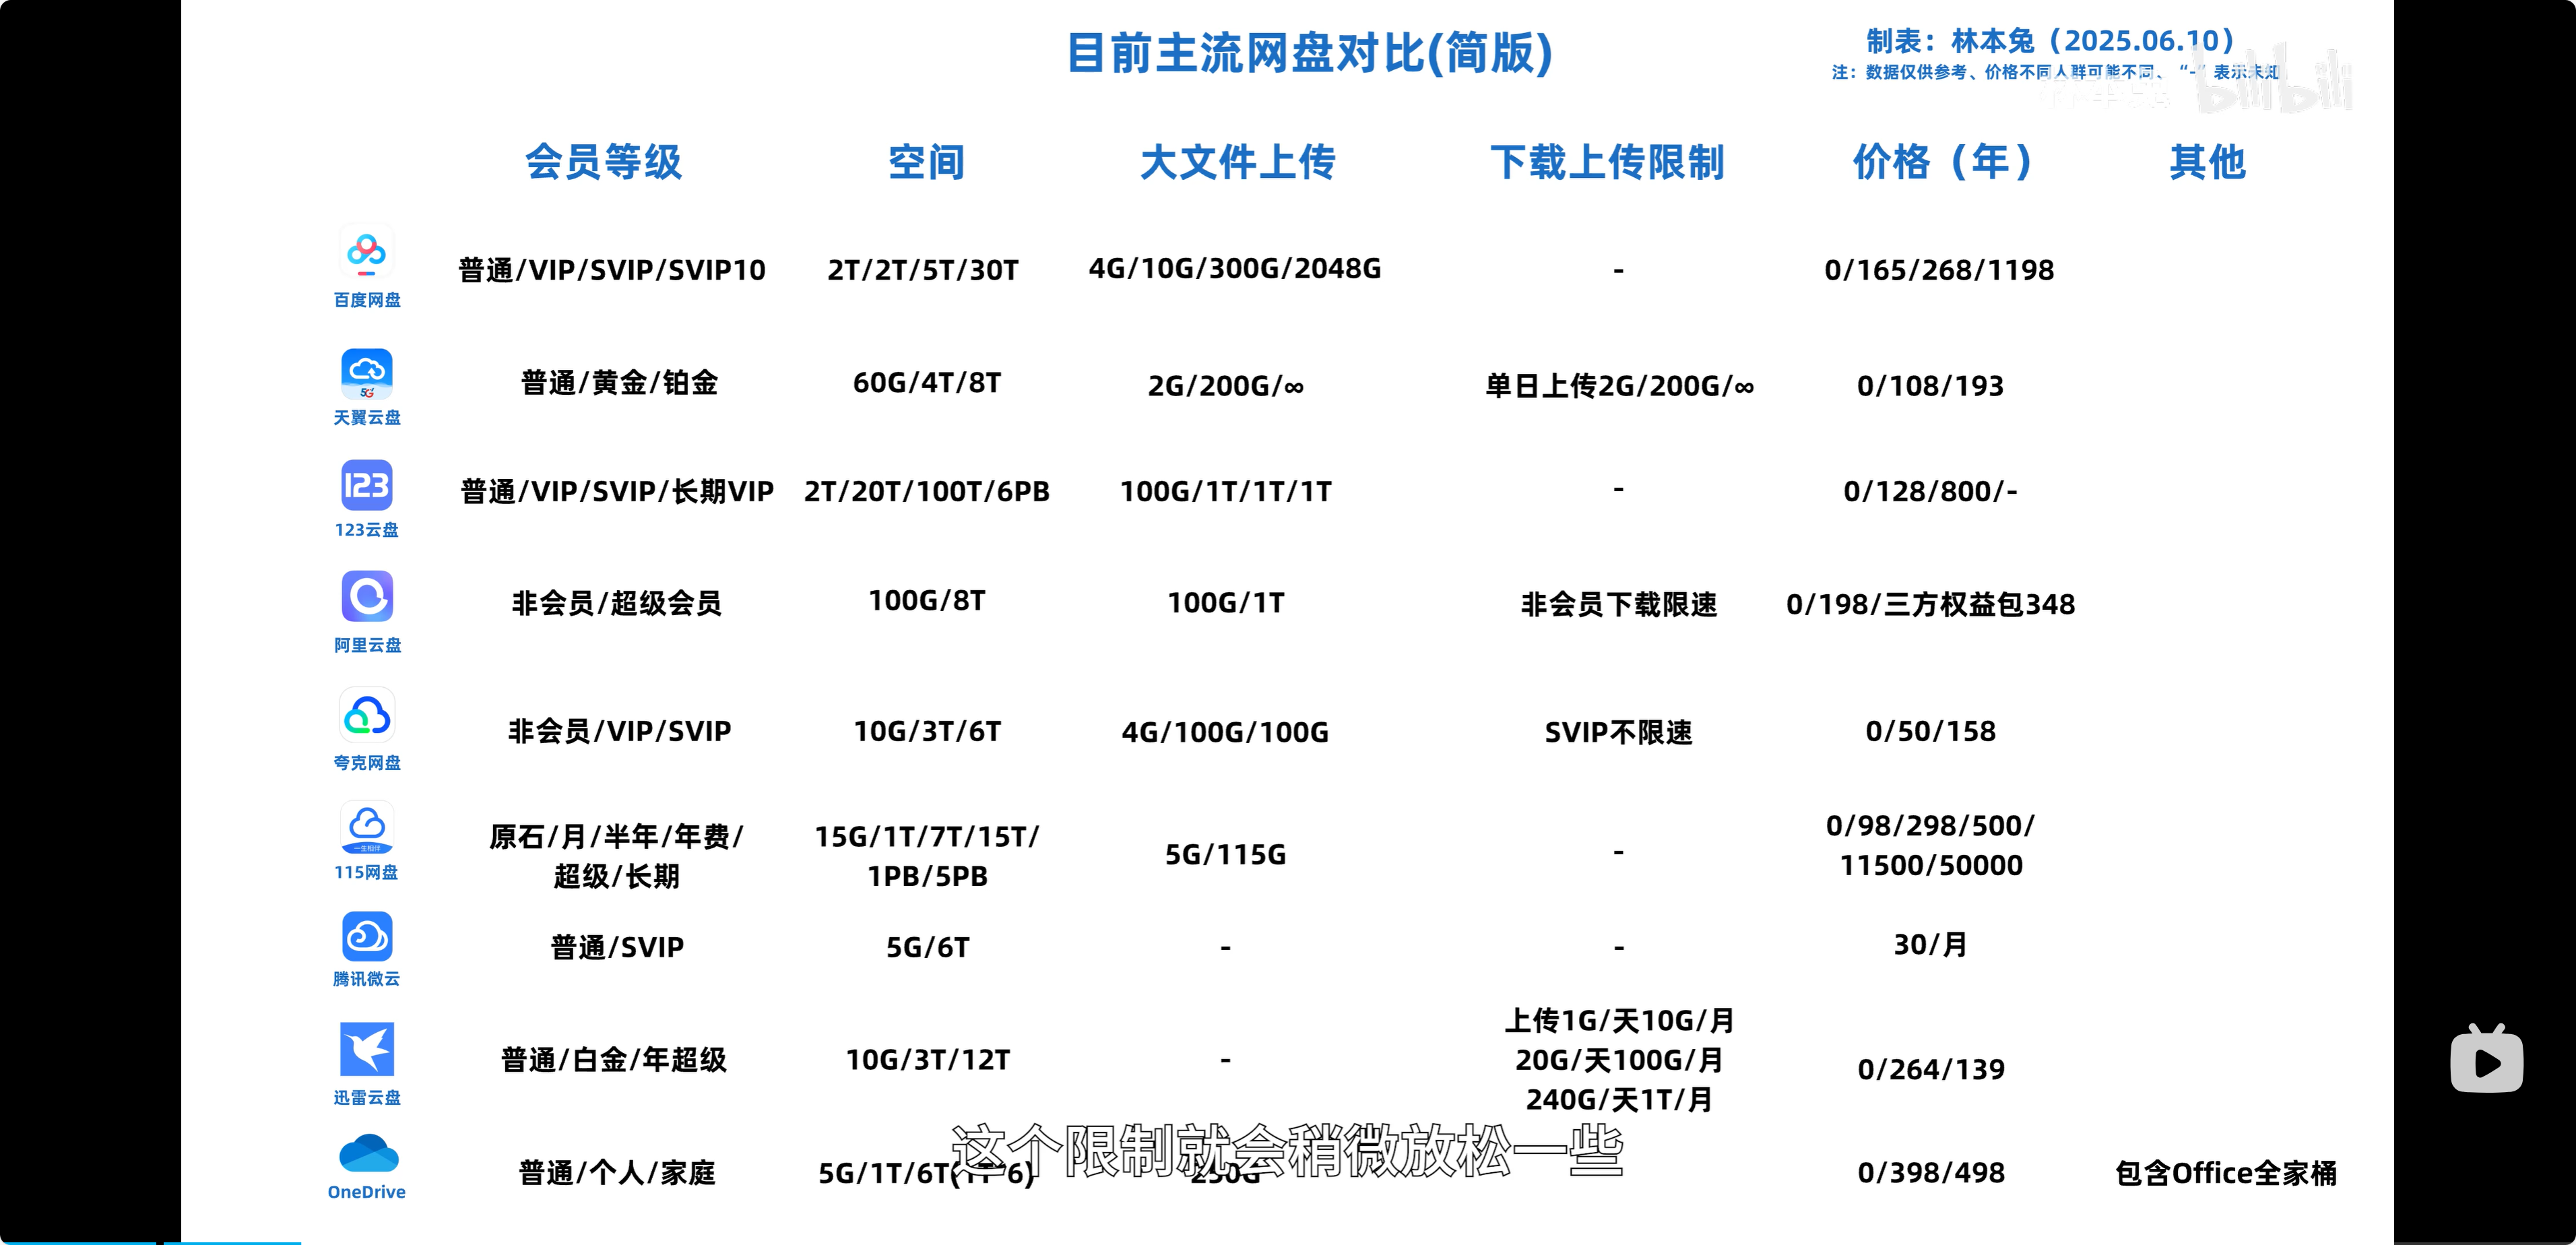 目前主流网盘对比(简版)
制表：林本兔（2025.06.10）
注：数据仅供参考、价格不同人群可能不同、“-”表示未知
bilibili
会员等级 空间 大文件上传 下载上传限制 价格（年） 其他
百度网盘 普通/VIP/SVIP/SVIP10 2T/2T/5T/30T 4G/10G/300G/2048G - 0/165/268/1198
5G
天翼云盘 普通/黄金/铂金 60G/4T/8T 2G/200G/∞ 单日上传2G/200G/∞ 0/108/193
123
123云盘 普通/VIP/SVIP/长期VIP 2T/20T/100T/6PB 100G/1T/1T/1T - 0/128/800/-
阿里云盘 非会员/超级会员 100G/8T 100G/1T 非会员下载限速 0/198/三方权益包348
夸克网盘 非会员/VIP/SVIP 10G/3T/6T 4G/100G/100G SVIP不限速 0/50/158
一生相伴
115网盘 原石/月/半年/年费/ 15G/1T/7T/15T/ 5G/115G - 0/98/298/500/
超级/长期 1PB/5PB 11500/50000
腾讯微云 普通/SVIP 5G/6T - - 30/月
上传1G/天10G/月
迅雷云盘 普通/白金/年超级 10G/3T/12T - 20G/天100G/月 0/264/139
240G/天1T/月
这个限制就会稍微放松一些
OneDrive 普通/个人/家庭 5G/1T/6T(1T*6) 250G 0/398/498 包含Office全家桶